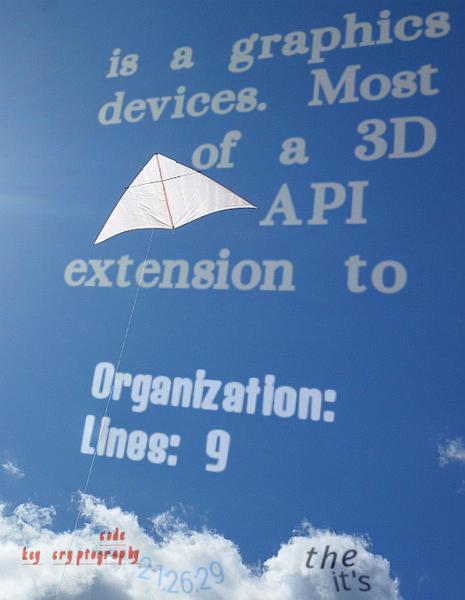 is a graphics
devices. Most
of a 3D
API
extension to
Organization:
Lines: 9
code
key cryptography
21:26:29
the
it's